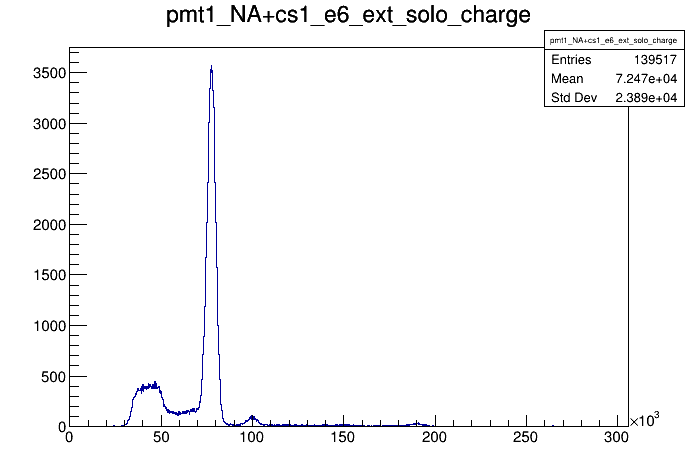 pmt1_NA+cs1_e6_ext_solo_charge
pmt1_NA+cs1_e6_ext_solo_charge
Entries 139517
Mean 7.247e+04
Std Dev 2.389e+04
3500
3000
2500
2000
1500
1000
500
0
0 50 100 150 200 250 300
×10³